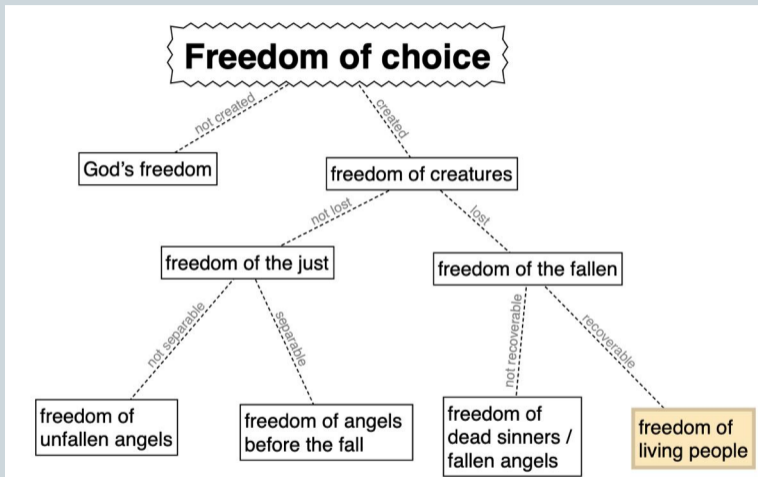 Freedom of choice
not created
created
God's freedom
freedom of creatures
not lost
lost
freedom of the just
freedom of the fallen
not separable
separable
not recoverable
recoverable
freedom of
unfallen angels
freedom of angels
before the fall
freedom of
dead sinners /
fallen angels
freedom of
living people